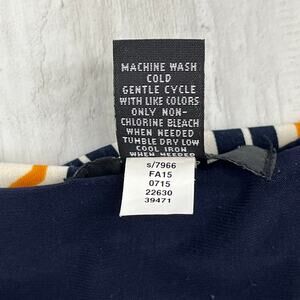 MACHINE WASH
COLD
GENTLE CYCLE
WITH LIKE COLORS
ONLY NON-
CHLORINE BLEACH
WHEN NEEDED
TUMBLE DRY LOW
COOL IRON
WHEN NEEDED
s/7966
FA15
0715
22630
39471